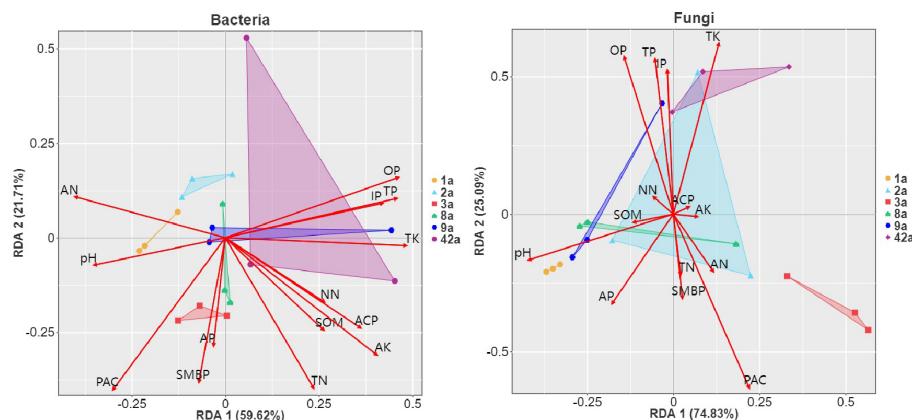 Bacteria
RDA 2 (21.71%)
0.5
0.25
0
-0.25
-0.25
0
0.25
0.5
RDA 1 (59.62%)
AN
pH
PAC
SMBP
AP
TN
SOM
NN
ACP
AK
OP
TP
IP
TK
1a
2a
3a
8a
9a
42a
Fungi
RDA 2 (25.09%)
0.5
0
-0.5
-0.25
0
0.25
0.5
RDA 1 (74.83%)
OP
TP
IP
TK
NN
ACP
SOM
AK
pH
AP
TN
AN
SMBP
PAC
1a
2a
3a
8a
9a
42a